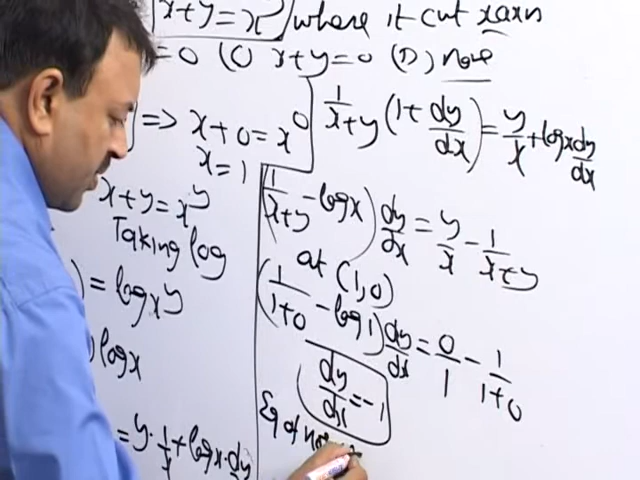 x+y=x^y where it cut x axis
=0 (C) x+y=0 (D) None
=> x+0=x^0
x=1
x+y=x^y
Taking log
)=log x^y
) log x
=y·1/x+log x·dy
1/x+y (1+dy/dx)=y/x+log x dy/dx
(1/x+y - log x) dy/dx=y/x-1/x+y
at (1,0)
(1/1+0 - log 1) dy/dx=0/1-1/1+0
dy/dx=-1
Eq of